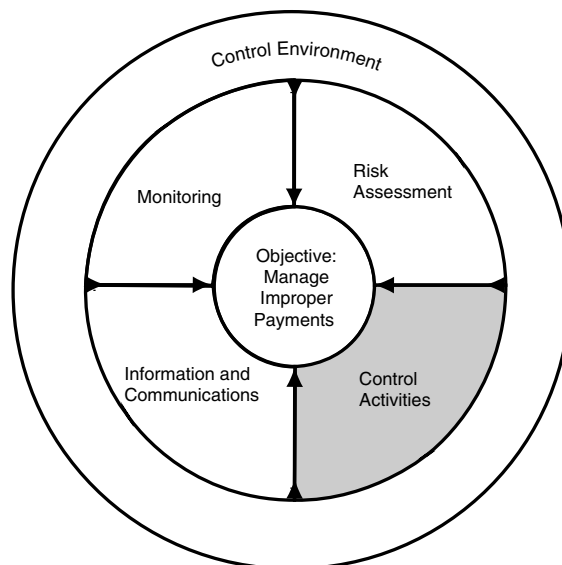 Control Environment
Monitoring
Risk
Assessment
Objective:
Manage
Improper
Payments
Information and
Communications
Control
Activities